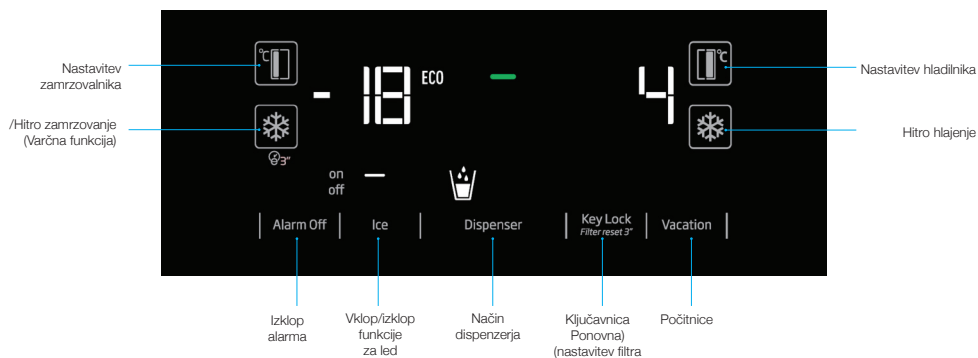 Nastavitev
zamrzovalnika
/Hitro zamrzovanje
(Varčna funkcija)
°C
- 18 ECO
4
°C
3"
Nastavitev hladilnika
Hitro hlajenje
on
off
Alarm Off
Ice
Dispenser
Key Lock
Filter reset 3"
Vacation
Izklop
alarma
Vklop/izklop
funkcije
za led
Način
dispenzerja
Ključavnica
Ponovna)
(nastavitev filtra
Počitnice